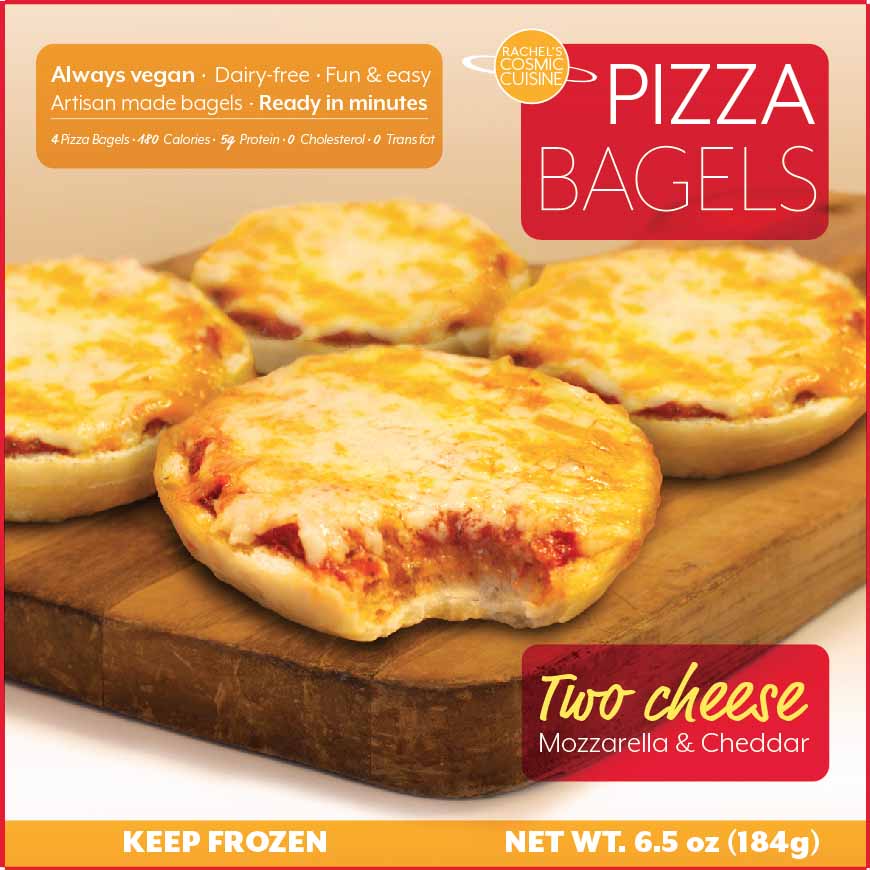 Always vegan · Dairy-free · Fun & easy
Artisan made bagels · Ready in minutes
4 Pizza Bagels · 180 Calories · 5g Protein · 0 Cholesterol · 0 Trans fat
RACHEL'S
COSMIC
CUISINE
PIZZA
BAGELS
Two cheese
Mozzarella & Cheddar
KEEP FROZEN
NET WT. 6.5 oz (184g)